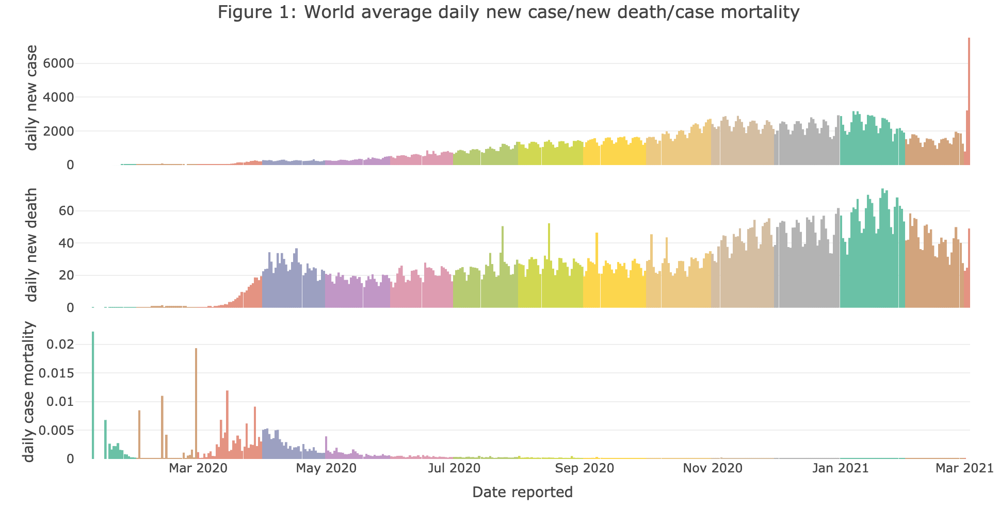 Figure 1: World average daily new case/new death/case mortality
daily new case
6000
4000
2000
0
daily new death
60
40
20
0
daily case mortality
0.02
0.015
0.01
0.005
0
Mar 2020 May 2020 Jul 2020 Sep 2020 Nov 2020 Jan 2021 Mar 2021
Date reported